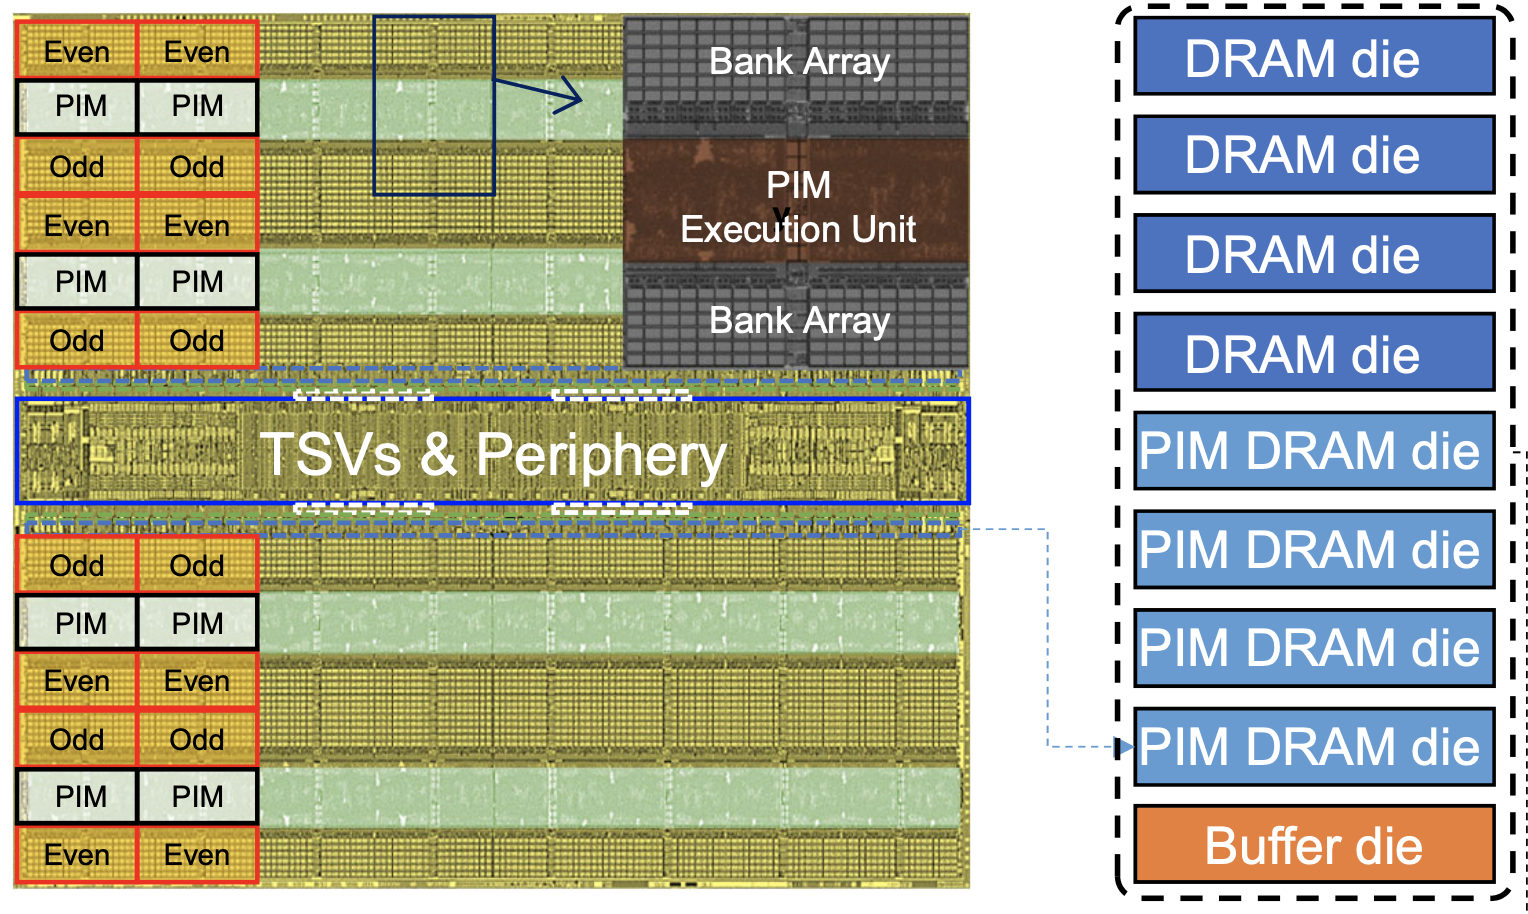 Even Even
PIM PIM
Odd Odd
Even Even
PIM PIM
Odd Odd
Bank Array
PIM
Execution Unit
Bank Array
TSVs & Periphery
Odd Odd
PIM PIM
Even Even
Odd Odd
PIM PIM
Even Even
DRAM die
DRAM die
DRAM die
DRAM die
PIM DRAM die
PIM DRAM die
PIM DRAM die
PIM DRAM die
Buffer die